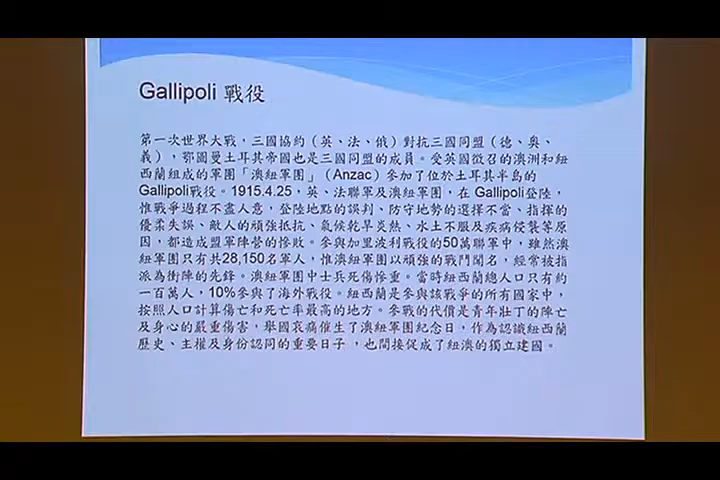 Gallipoli 戰役
第一次世界大戰，三國協約（英、法、俄）對抗三國同盟（德、奧、
義），鄂圖曼土耳其帝國也是三國同盟的成員。受英國徵召的澳洲和紐
西蘭組成的軍團「澳紐軍團」（Anzac）參加了位於土耳其半島的
Gallipoli戰役。1915.4.25，英、法聯軍及澳紐軍團，在 Gallipoli登陸，
惟戰爭過程不盡人意，登陸地點的誤判、防守地勢的選擇不當、指揮的
優柔失誤、敵人的頑強抵抗、氣候乾旱炎熱、水土不服及疾病侵襲等原
因，都造成盟軍陣營的慘敗。參與加里波利戰役的50萬聯軍中，雖然澳
紐軍團只有共28,150名軍人，惟澳紐軍團以頑強的戰鬥聞名，經常被指
派為衝陣的先鋒。澳紐軍團中士兵死傷慘重。當時紐西蘭總人口只有約
一百萬人，10%參與了海外戰役。紐西蘭是參與該戰爭的所有國家中，
按照人口計算傷亡和死亡率最高的地方。參戰的代價是青年壯丁的陣亡
及身心的嚴重傷害，舉國哀痛催生了澳紐軍團紀念日，作為認識紐西蘭
歷史、主權及身份認同的重要日子，也間接促成了紐澳的獨立建國。